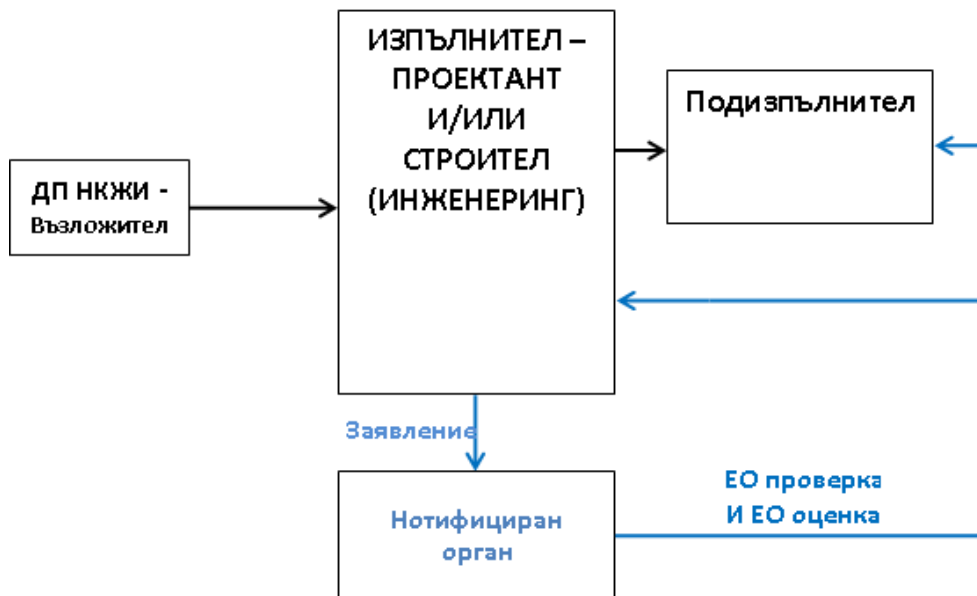 ДП НКЖИ -
Възложител
ИЗПЪЛНИТЕЛ –
ПРОЕКТАНТ
И/ИЛИ
СТРОИТЕЛ
(ИНЖЕНЕРИНГ)
Подизпълнител
Заявление
Нотифициран
орган
ЕО проверка
И ЕО оценка